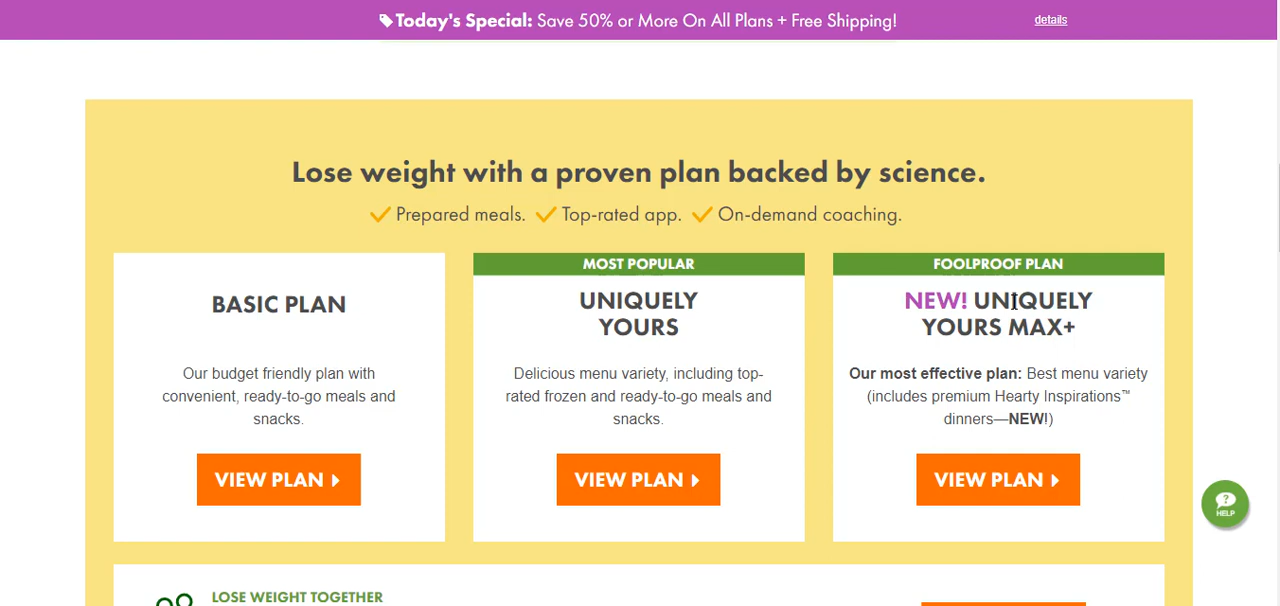 Today's Special: Save 50% or More On All Plans + Free Shipping!
details
Lose weight with a proven plan backed by science.
Prepared meals. Top-rated app. On-demand coaching.
BASIC PLAN
Our budget friendly plan with
convenient, ready-to-go meals and
snacks.
VIEW PLAN
MOST POPULAR
UNIQUELY
YOURS
Delicious menu variety, including top-
rated frozen and ready-to-go meals and
snacks.
VIEW PLAN
FOOLPROOF PLAN
NEW! UNIQUELY
YOURS MAX+
Our most effective plan: Best menu variety
(includes premium Hearty Inspirations™
dinners—NEW!)
VIEW PLAN
?
HELP
LOSE WEIGHT TOGETHER